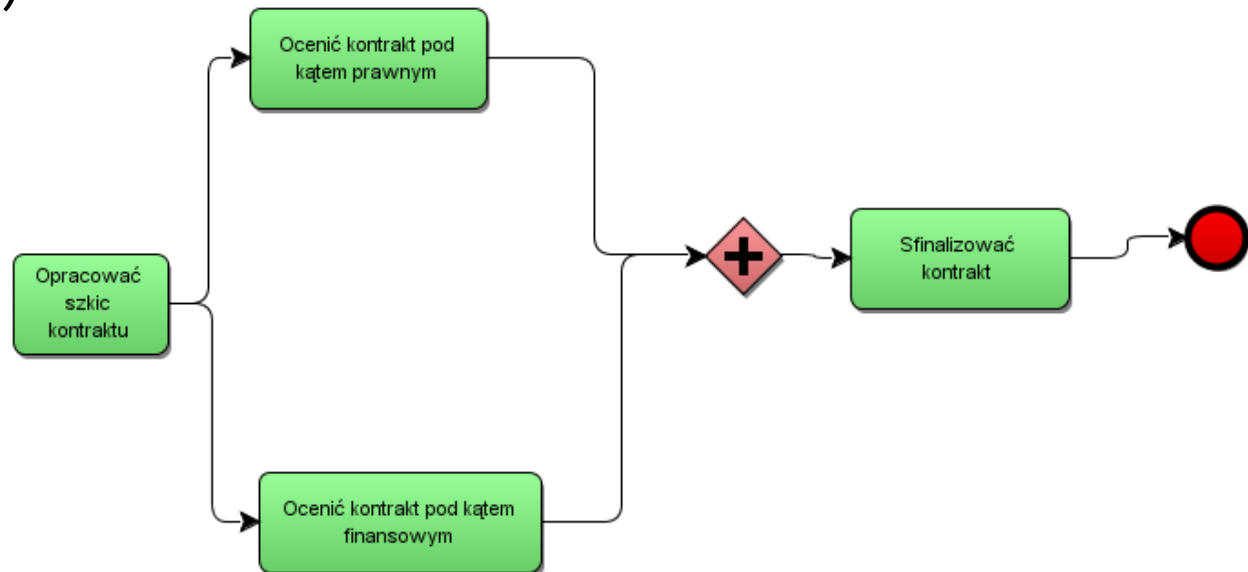 )
Ocenić kontrakt pod
kątem prawnym
Opracować
szkic
kontraktu
Sfinalizować
kontrakt
Ocenić kontrakt pod kątem
finansowym